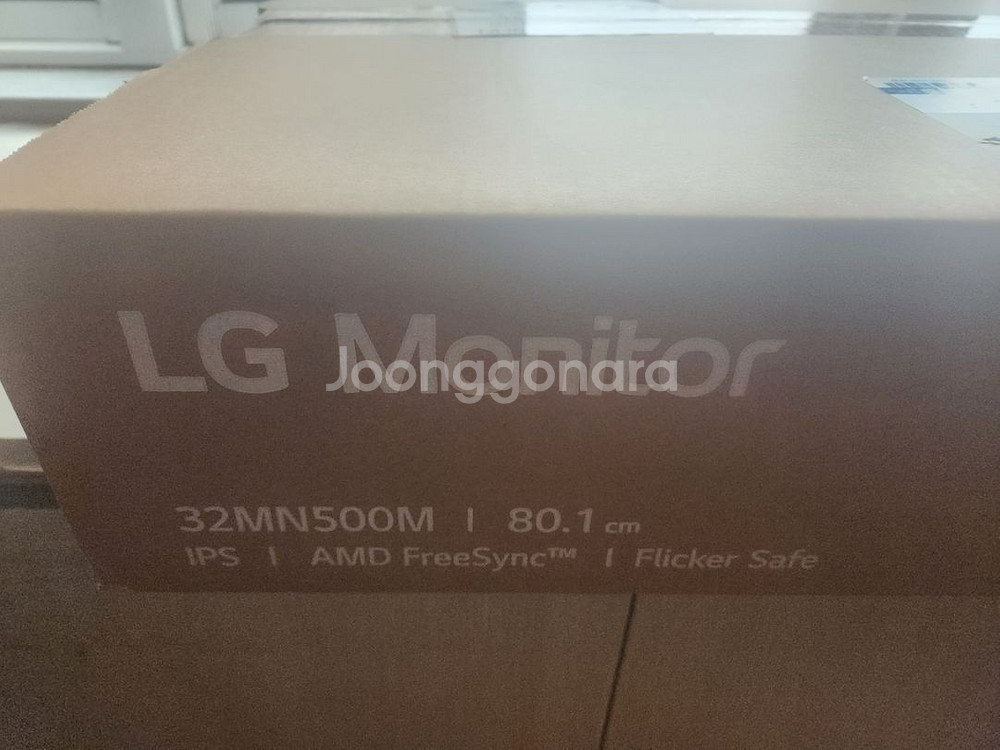 LG Monitor
Joonggonara
32MN500M | 80.1 cm
IPS | AMD FreeSync™ | Flicker Safe